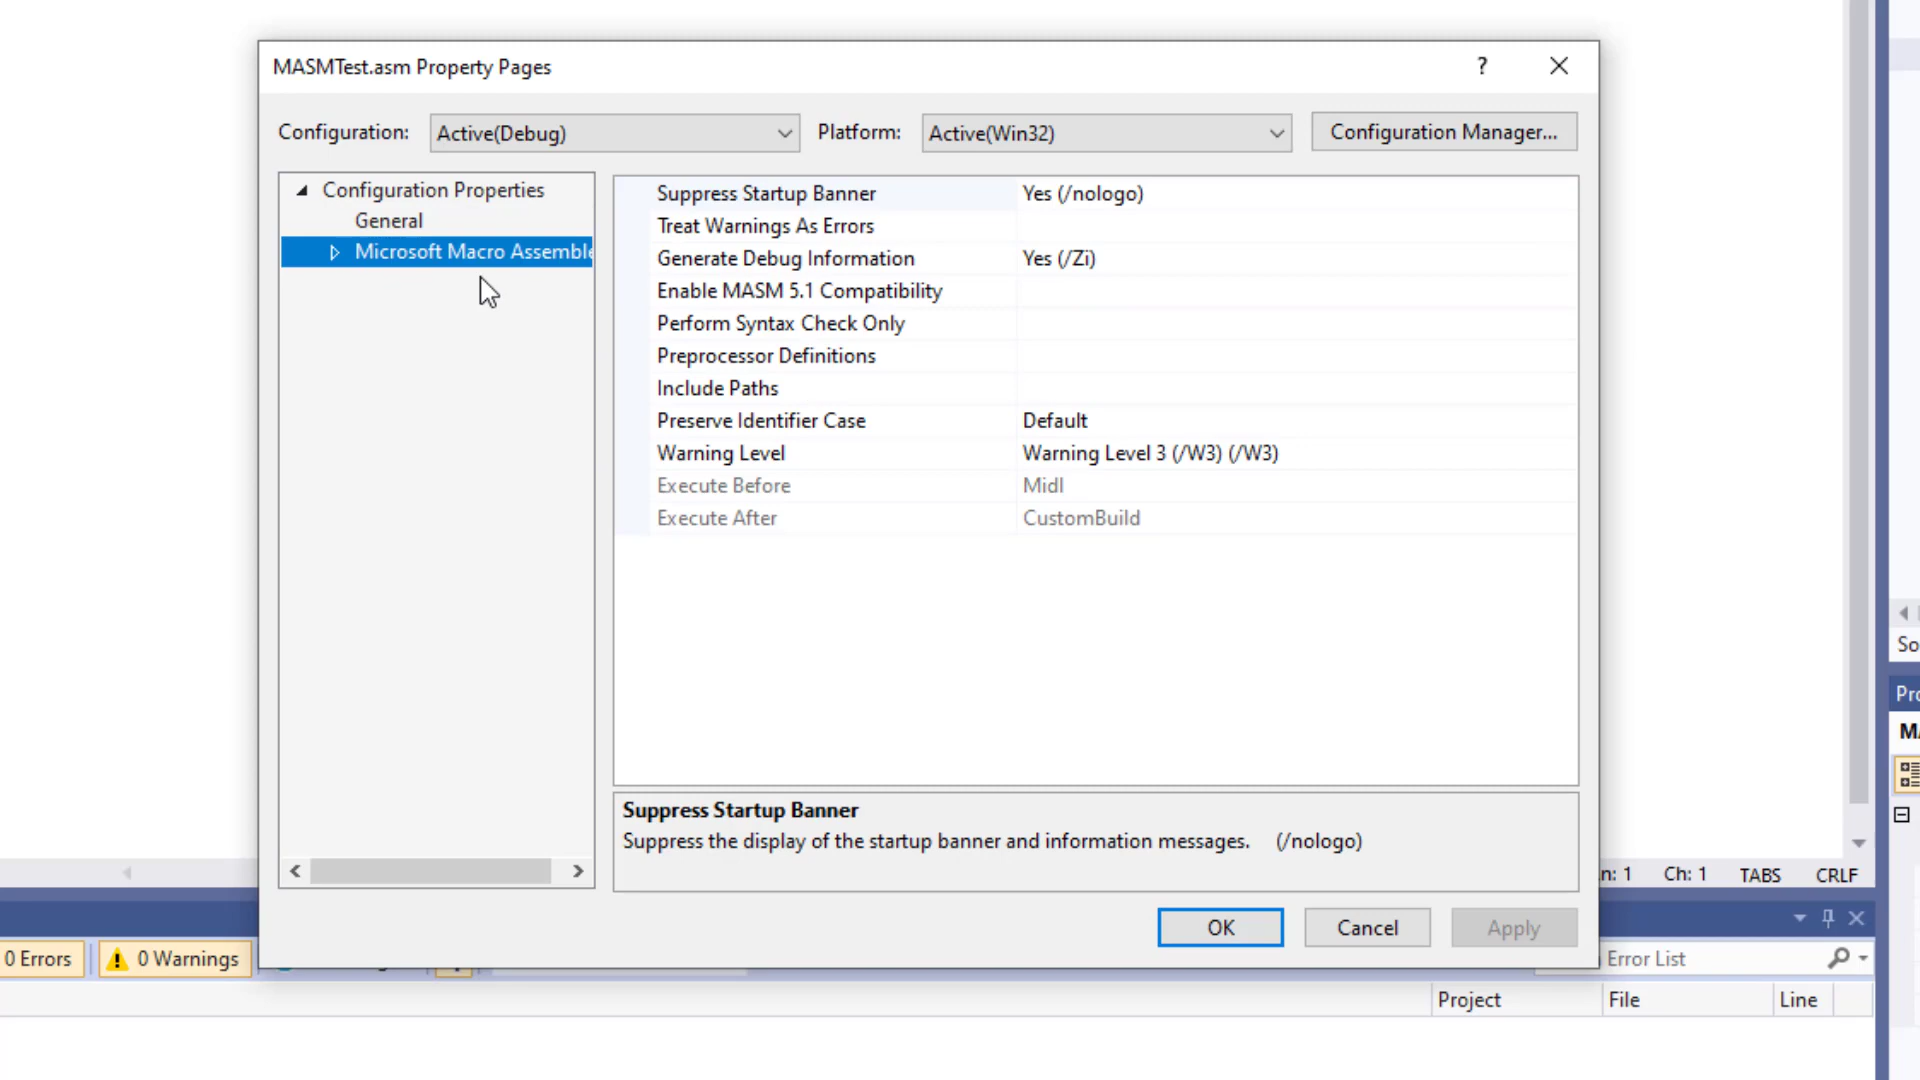 MASMTest.asm Property Pages
?
Configuration: Active(Debug) Platform: Active(Win32) Configuration Manager...
Configuration Properties
General
Microsoft Macro Assemble
Suppress Startup Banner Yes (/nologo)
Treat Warnings As Errors
Generate Debug Information Yes (/Zi)
Enable MASM 5.1 Compatibility
Perform Syntax Check Only
Preprocessor Definitions
Include Paths
Preserve Identifier Case Default
Warning Level Warning Level 3 (/W3) (/W3)
Execute Before Midl
Execute After CustomBuild
Suppress Startup Banner
Suppress the display of the startup banner and information messages. (/nologo)
OK Cancel Apply
So
Pro
MA
n: 1 Ch: 1 TABS CRLF
0 Errors 0 Warnings
Error List
Project File Line